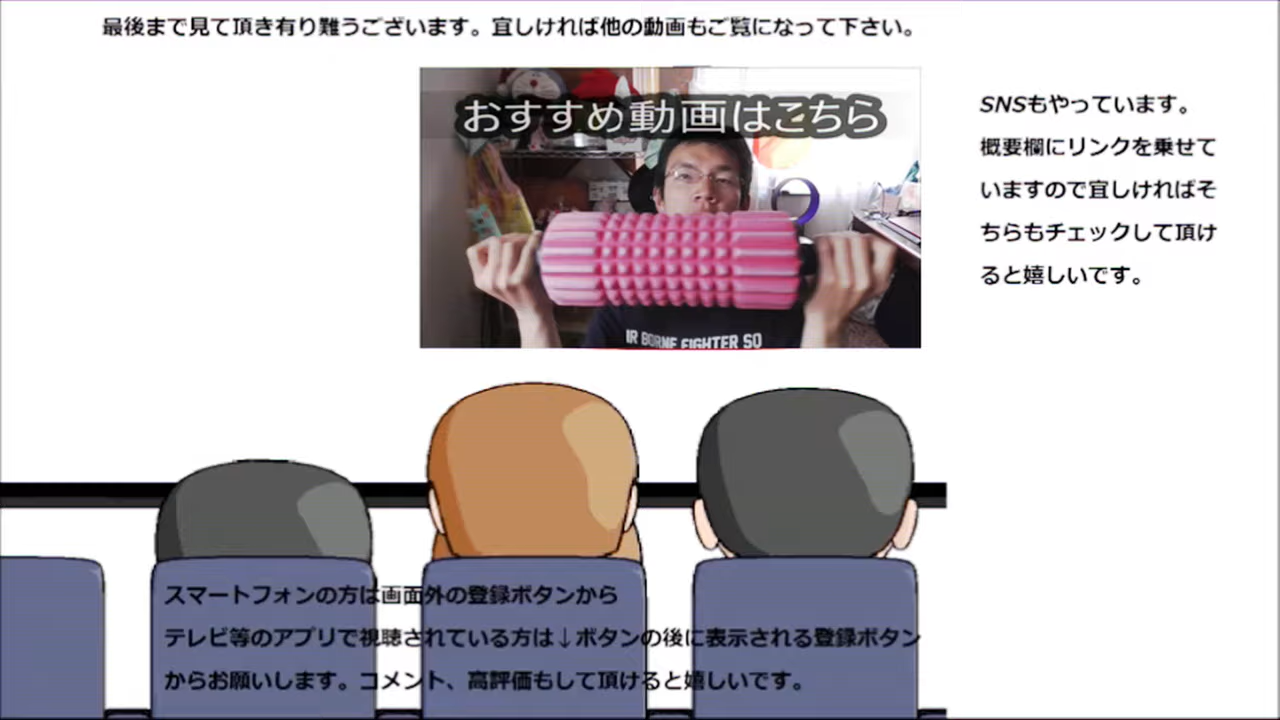 最後まで見て頂き有り難うございます。宜しければ他の動画もご覧になって下さい。
おすすめ動画はこちら
IR BORNE FIGHTER SO
SNSもやっています。
概要欄にリンクを乗せて
いますので宜しければそ
ちらもチェックして頂け
ると嬉しいです。
スマートフォンの方は画面外の登録ボタンから
テレビ等のアプリで視聴されている方は↓ボタンの後に表示される登録ボタン
からお願いします。コメント、高評価もして頂けると嬉しいです。